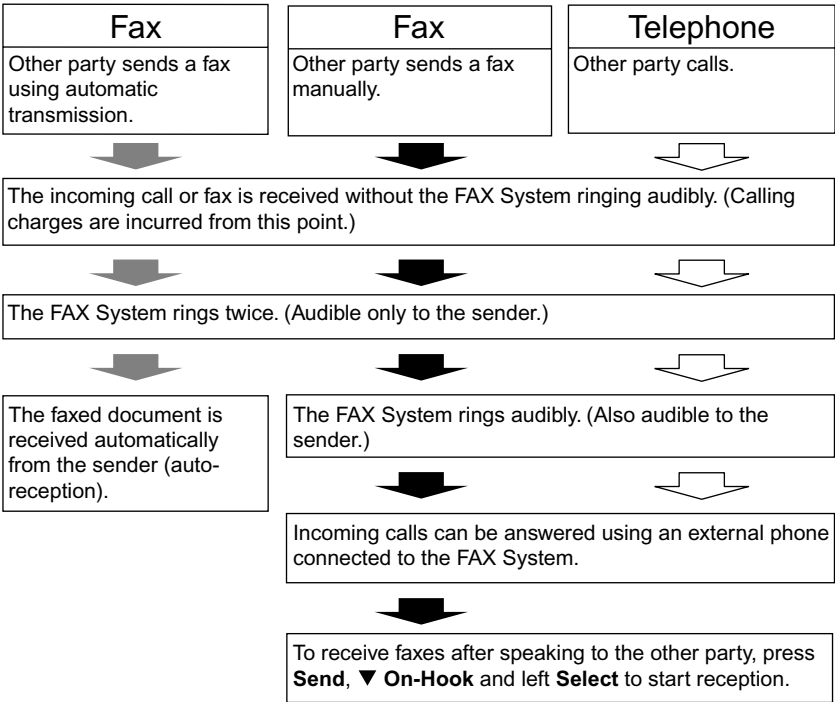 Fax
Other party sends a fax
using automatic
transmission.
Fax
Other party sends a fax
manually.
Telephone
Other party calls.
The incoming call or fax is received without the FAX System ringing audibly. (Calling
charges are incurred from this point.)
The FAX System rings twice. (Audible only to the sender.)
The faxed document is
received automatically
from the sender (auto-
reception).
The FAX System rings audibly. (Also audible to the
sender.)
Incoming calls can be answered using an external phone
connected to the FAX System.
To receive faxes after speaking to the other party, press
Send, ▼ On-Hook and left Select to start reception.